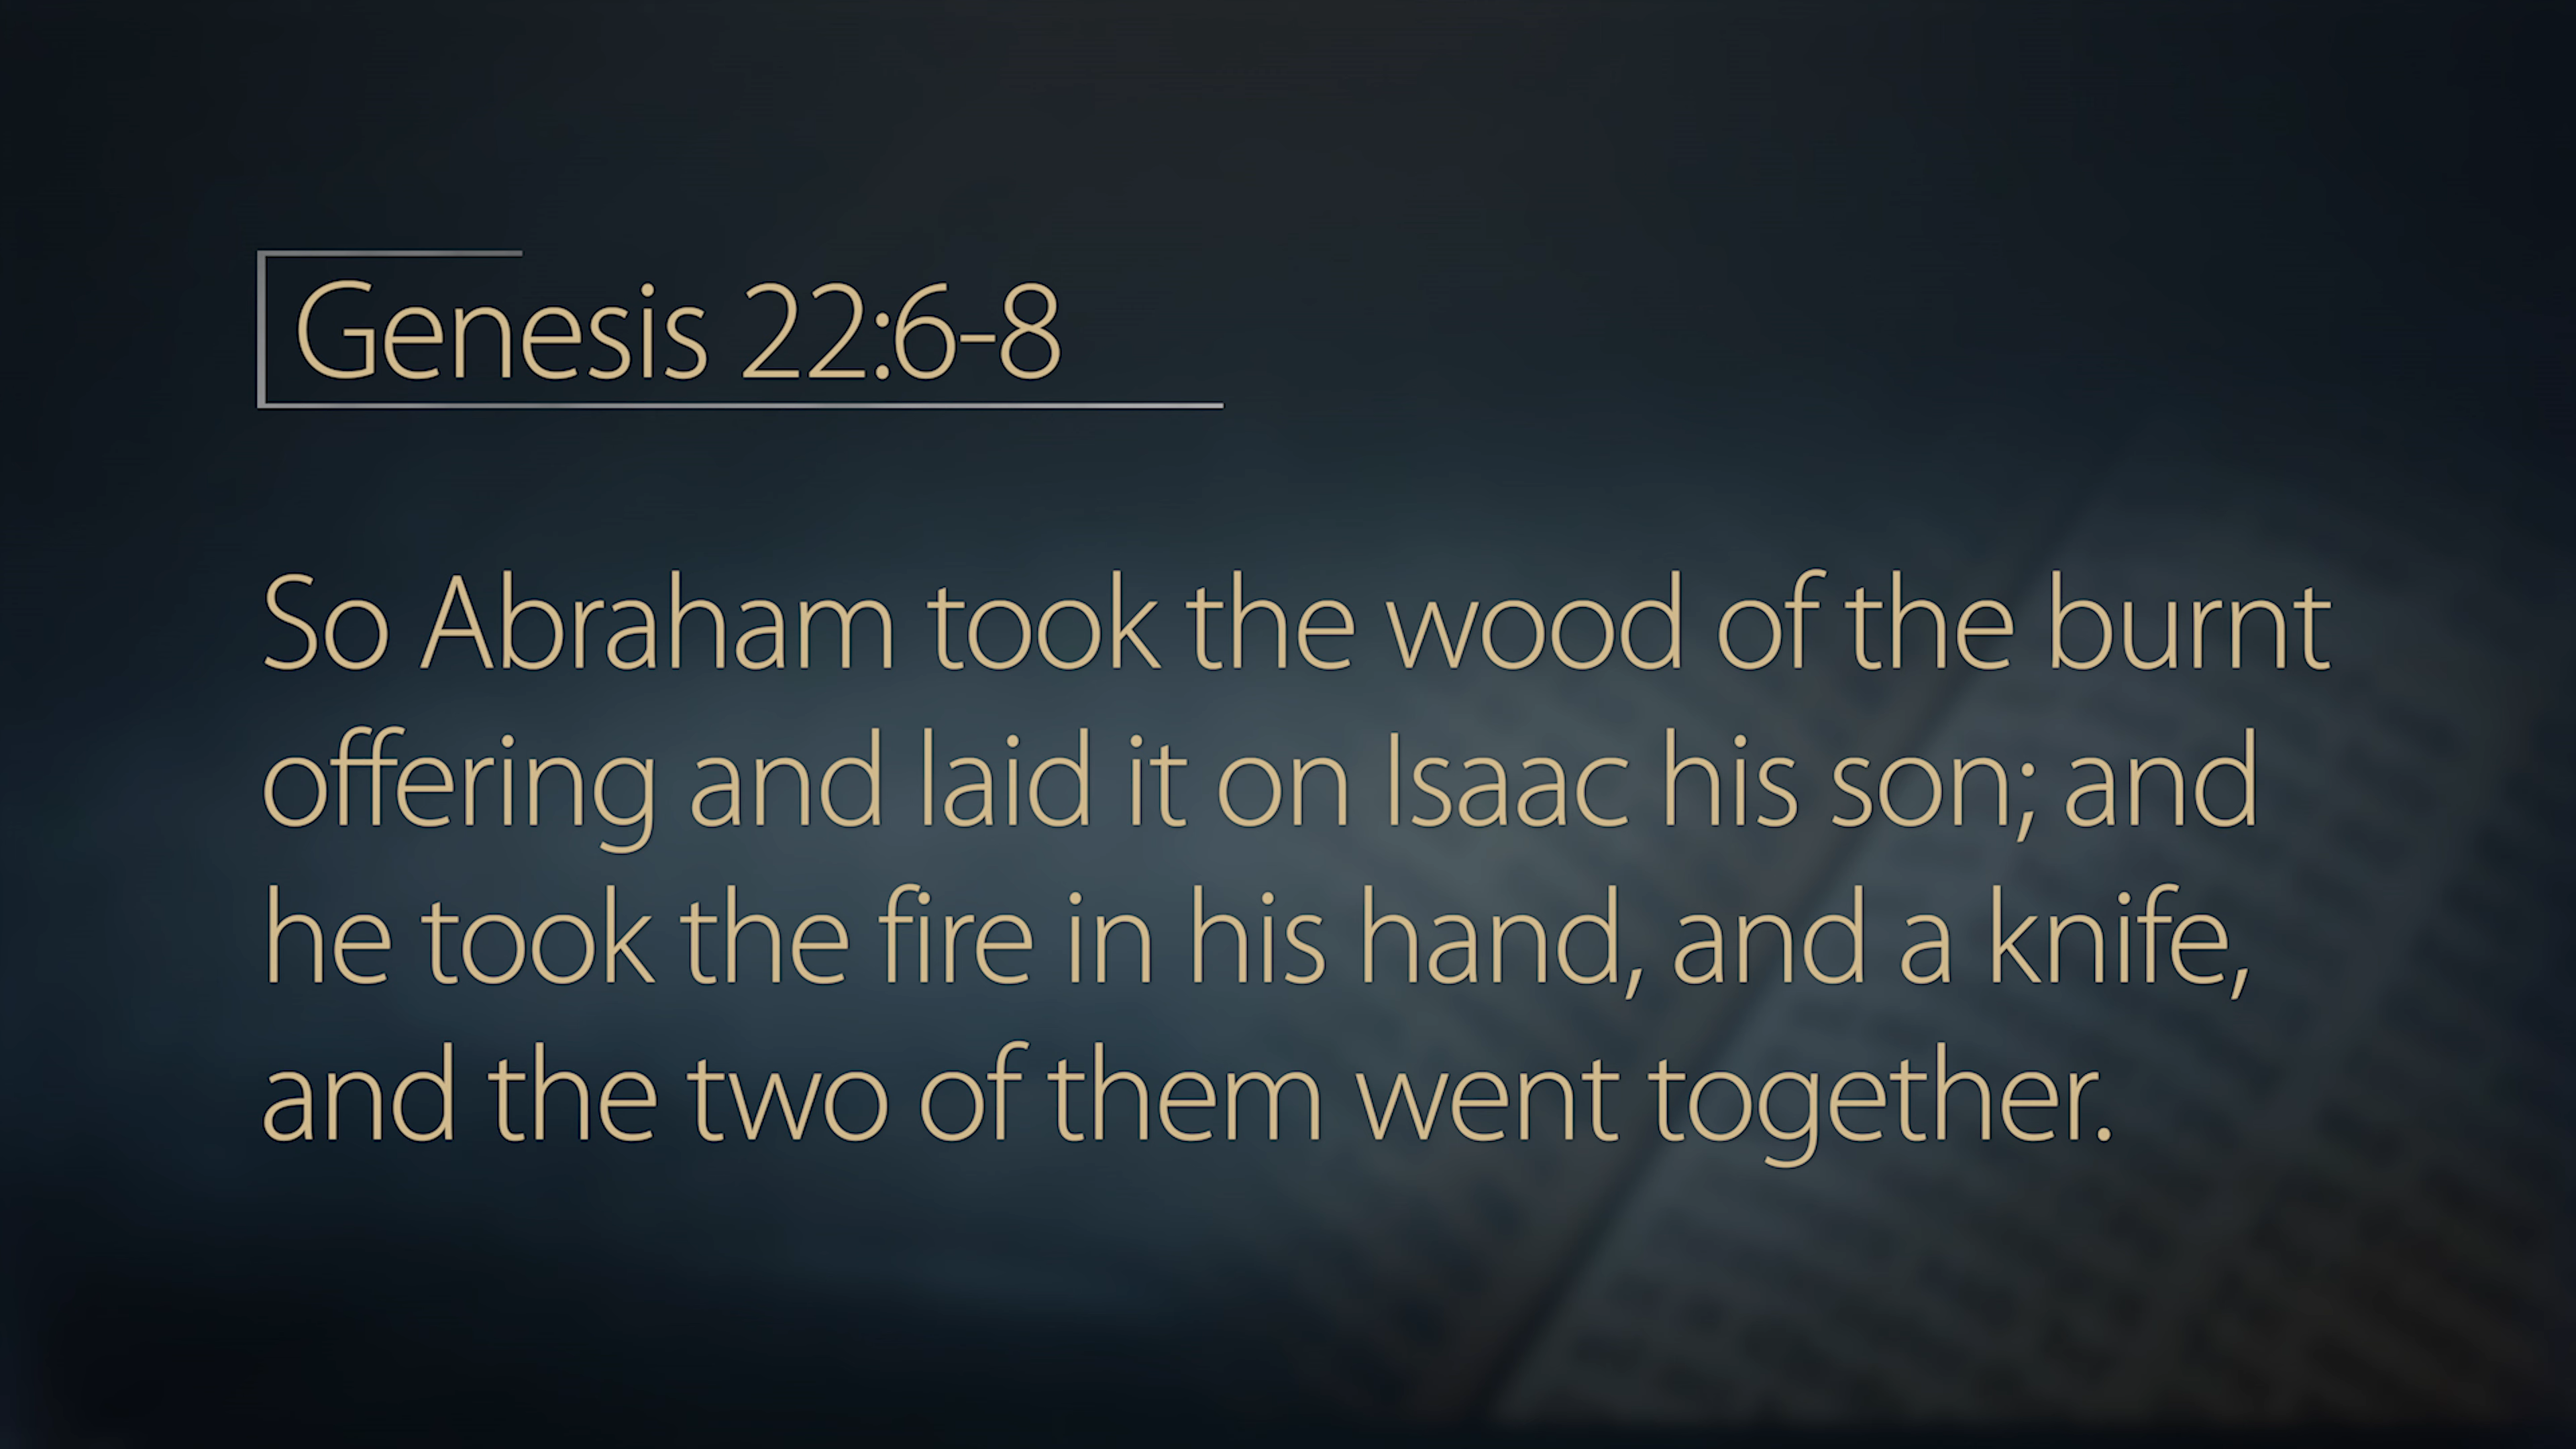 Genesis 22:6-8
So Abraham took the wood of the burnt
offering and laid it on Isaac his son; and
he took the fire in his hand, and a knife,
and the two of them went together.